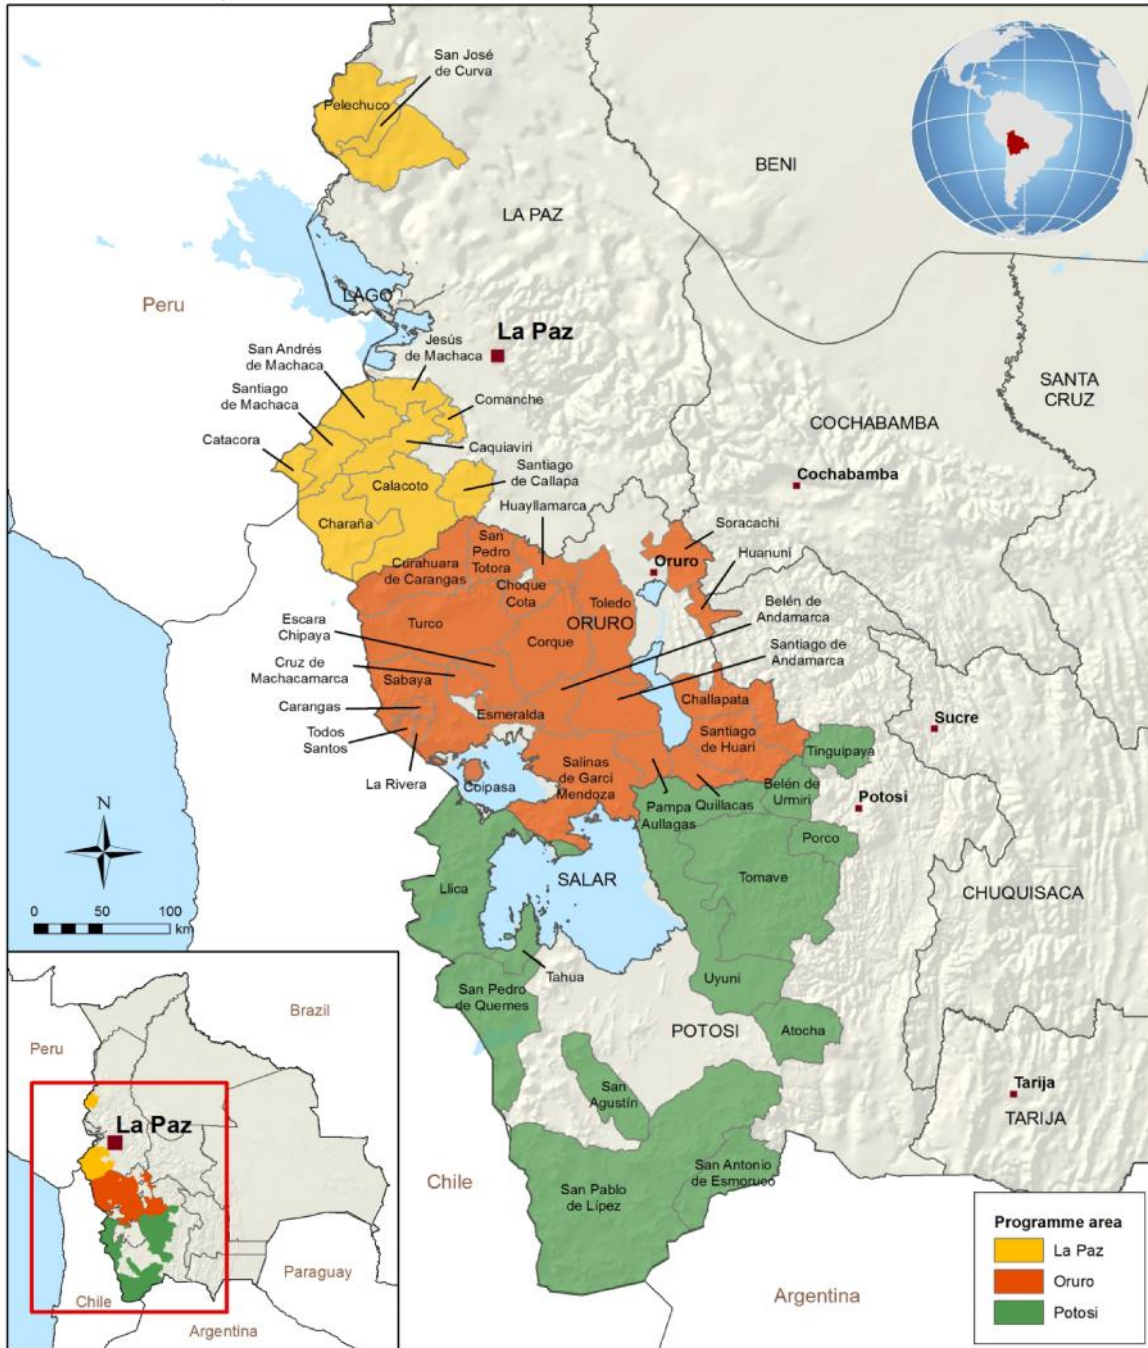 San José
de Curva
Pelechuco
BENI
LA PAZ
Peru
LAGO
La Paz
Jesús
de Machaca
San Andrés
de Machaca
Santiago
de Machaca
Comanche
SANTA
CRUZ
COCHABAMBA
Catacora
Caquiaviri
Santiago
de Callapa
Cochabamba
Calacoto
Huayllamarca
Charaña
Soracachi
San
Pedro
Totora
Huanuni
Oruro
Curahuara
de Carangas
Choque
Cota
Toledo
Belén de
Andamarca
Escara
Chipaya
Turco
ORURO
Corque
Santiago de
Andamarca
Cruz de
Machacamarca
Sabaya
Challapata
Carangas
Esmeralda
Sucre
Todos
Santos
Santiago
de Huari
Tinguipaya
La Rivera
Coipasa
Salinas
de Garci
Mendoza
Belén de
Urmiri
Potosi
Pampa
Aullagas
Quillacas
N
Porco
SALAR
Tomave
Llica
CHUQUISACA
0 50 100
km
Tahua
Uyuni
San Pedro
de Quemes
POTOSI
Atocha
Brazil
Peru
San
Agustín
Tarija
TARIJA
La Paz
San Antonio
de Esmoruco
Chile
San Pablo
de Lípez
Programme area
La Paz
Oruro
Potosi
Paraguay
Chile
Argentina
Argentina